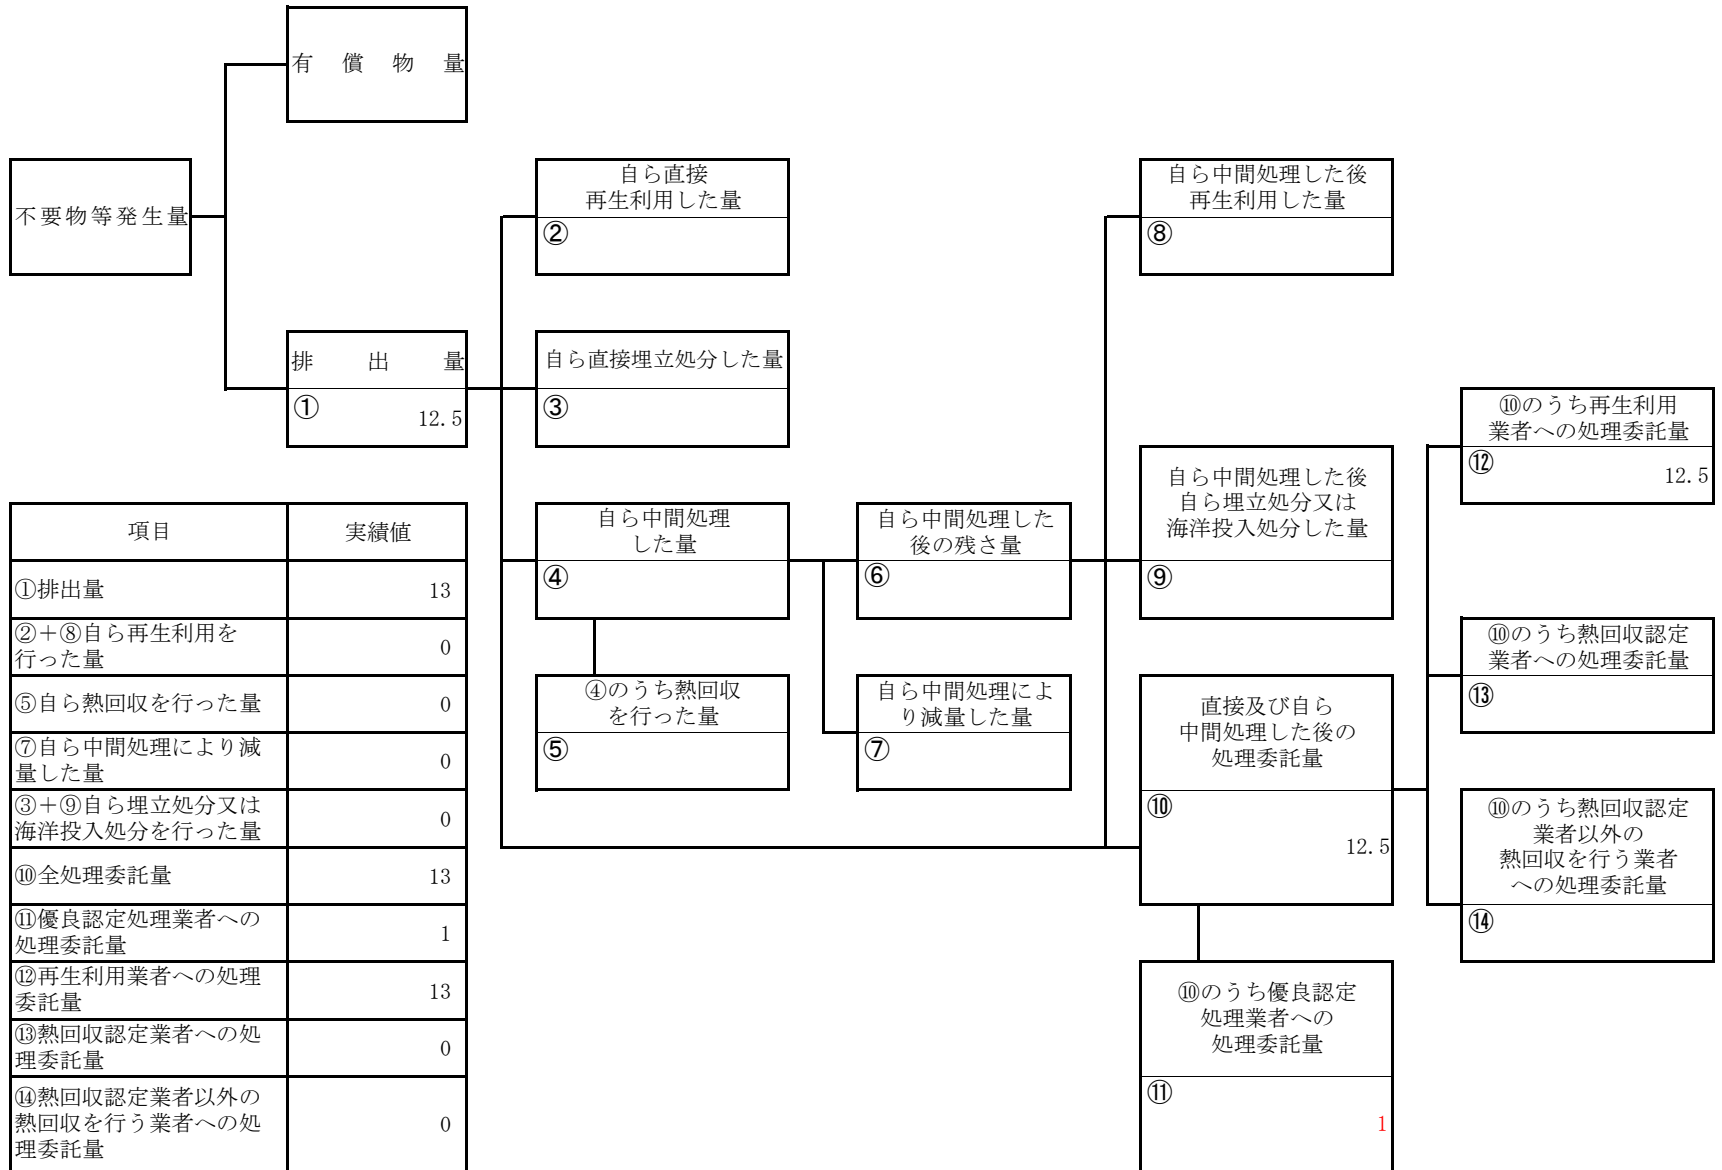 有償物量
不要物等発生量
自ら直接
再生利用した量
②
自ら中間処理した後
再生利用した量
⑧
排出量
①
12.5
自ら直接埋立処分した量
③
⑩のうち再生利用
業者への処理委託量
⑫
12.5
自ら中間処理した後
自ら埋立処分又は
海洋投入処分した量
⑨
自ら中間処理
した量
④
自ら中間処理した
後の残さ量
⑥
⑩のうち熱回収認定
業者への処理委託量
⑬
④のうち熱回収
を行った量
⑤
自ら中間処理によ
り減量した量
⑦
直接及び自ら
中間処理した後の
処理委託量
⑩
12.5
⑩のうち熱回収認定
業者以外の
熱回収を行う業者
への処理委託量
⑭
⑩のうち優良認定
処理業者への
処理委託量
⑪
1
項目 実績値
①排出量 13
②＋⑧自ら再生利用を
行った量 0
⑤自ら熱回収を行った量 0
⑦自ら中間処理により減
量した量 0
③＋⑨自ら埋立処分又は
海洋投入処分を行った量 0
⑩全処理委託量 13
⑪優良認定処理業者への
処理委託量 1
⑫再生利用業者への処理
委託量 13
⑬熱回収認定業者への処
理委託量 0
⑭熱回収認定業者以外の
熱回収を行う業者への処 0
理委託量